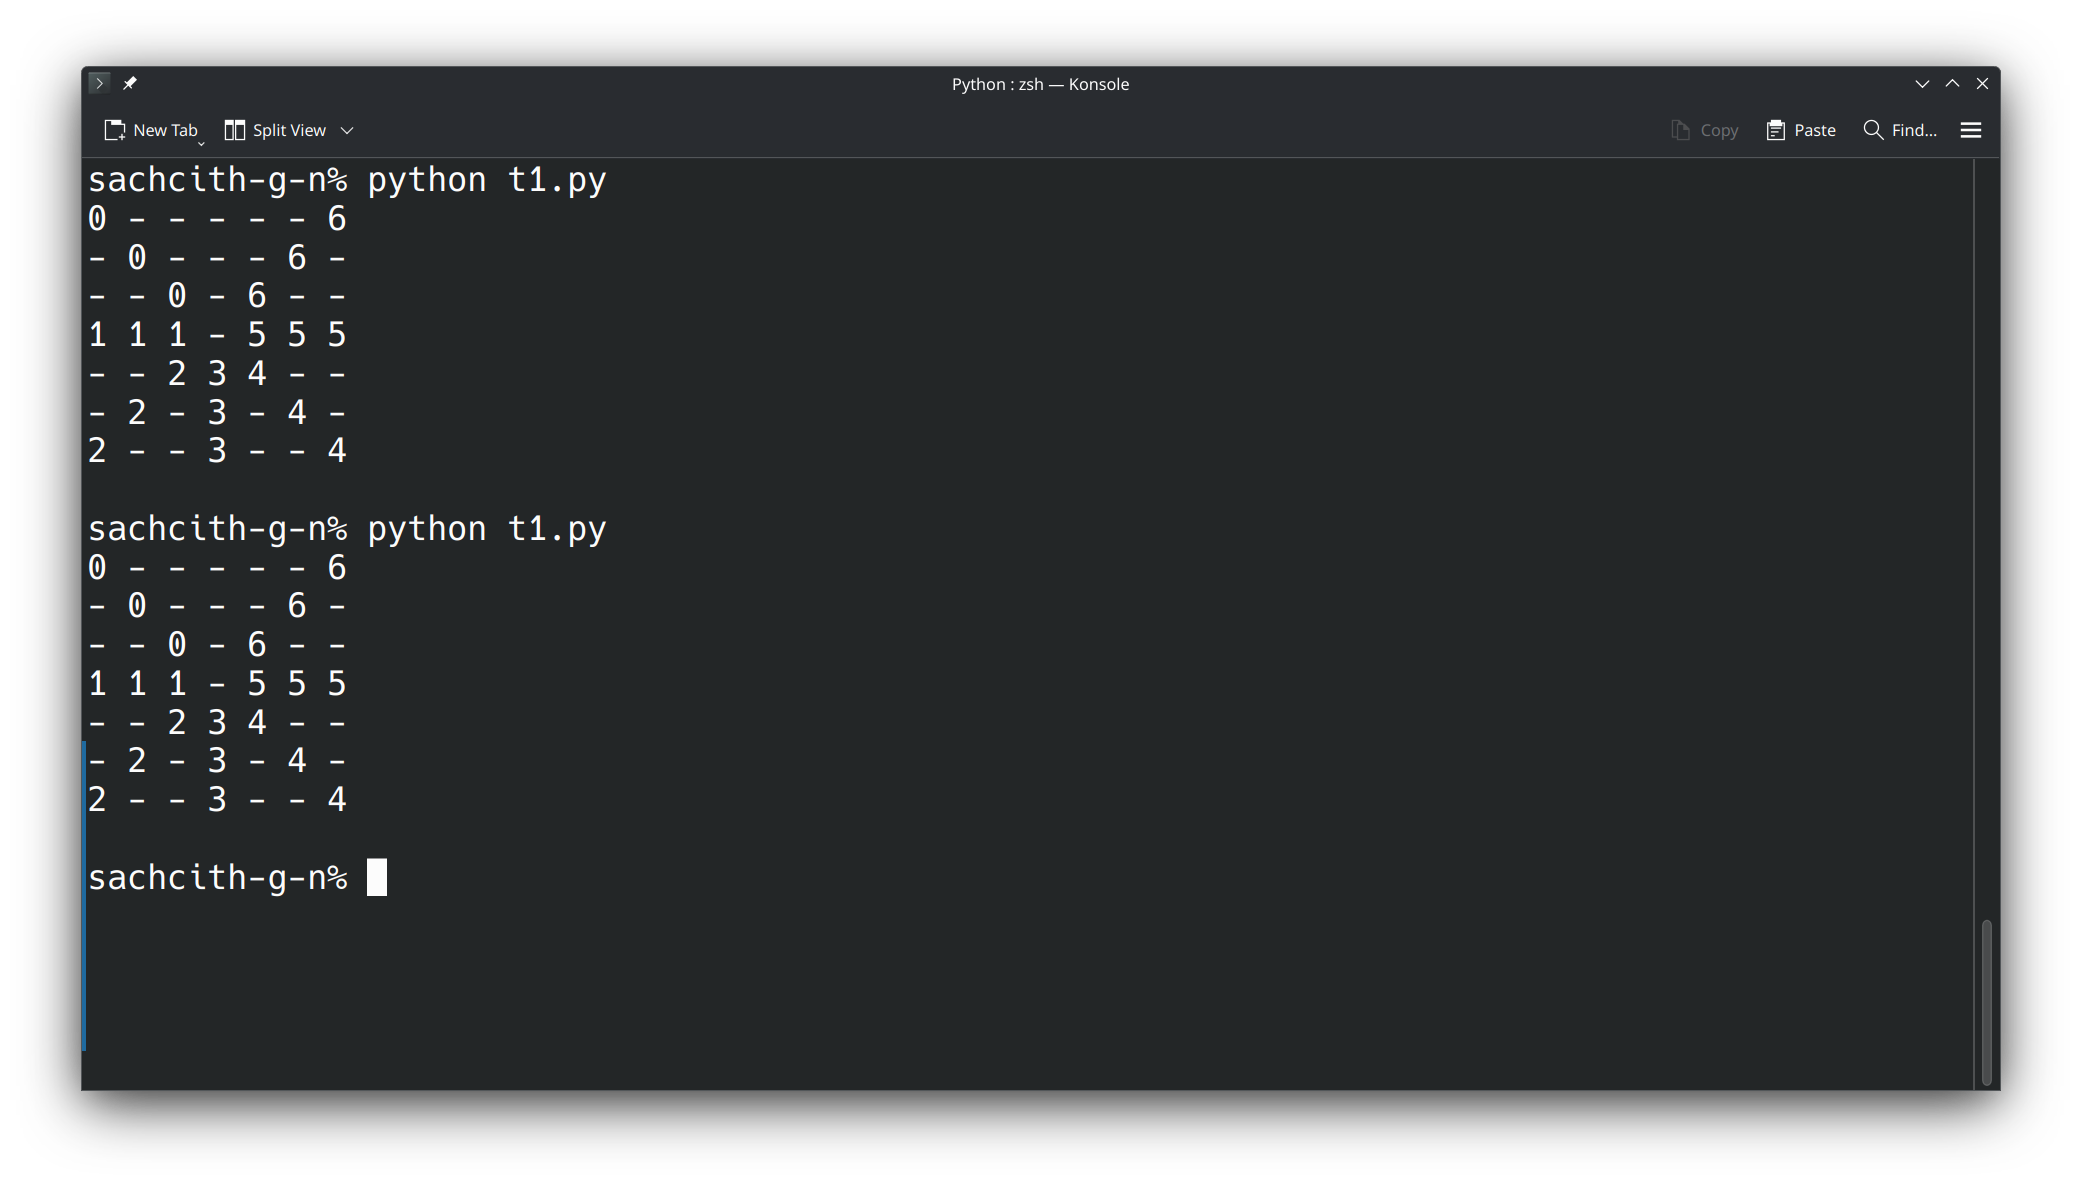 Python : zsh — Konsole
New Tab Split View Copy Paste Find...
sachcith-g-n% python t1.py
0 - - - - - 6
- 0 - - - 6 -
- - 0 - 6 - -
1 1 1 - 5 5 5
- - 2 3 4 - -
- 2 - 3 - 4 -
2 - - 3 - - 4
sachcith-g-n% python t1.py
0 - - - - - 6
- 0 - - - 6 -
- - 0 - 6 - -
1 1 1 - 5 5 5
- - 2 3 4 - -
- 2 - 3 - 4 -
2 - - 3 - - 4
sachcith-g-n%